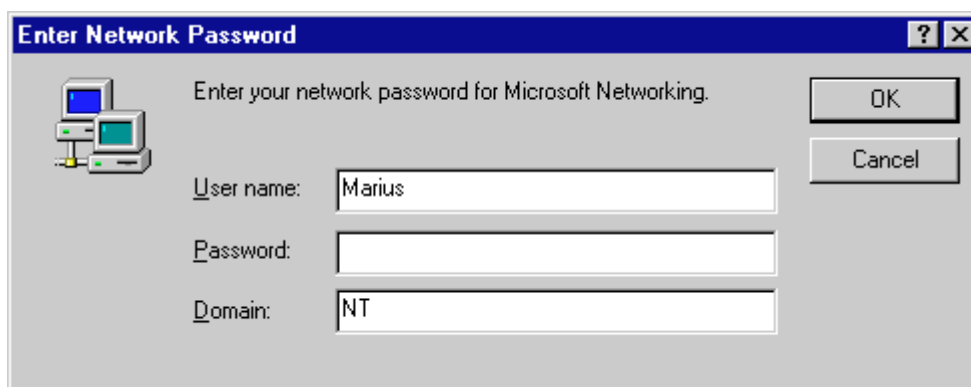 Enter Network Password
Enter your network password for Microsoft Networking.
OK
Cancel
User name: Marius
Password:
Domain: NT